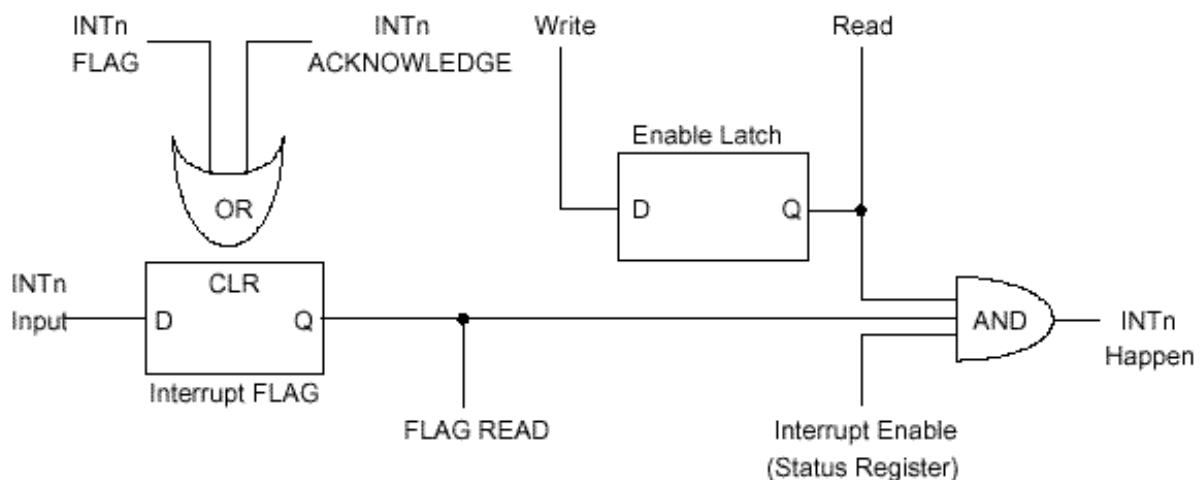 INTn
FLAG
INTn
ACKNOWLEDGE
Write
Read
Enable Latch
OR
D
Q
INTn
Input
CLR
D
Q
AND
INTn
Happen
Interrupt FLAG
FLAG READ
Interrupt Enable
(Status Register)